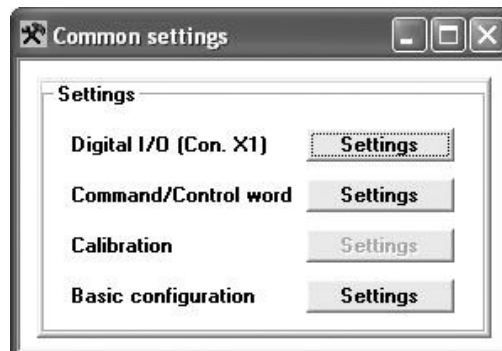 Common settings
Settings
Digital I/O (Con. X1) Settings
Command/Control word Settings
Calibration Settings
Basic configuration Settings